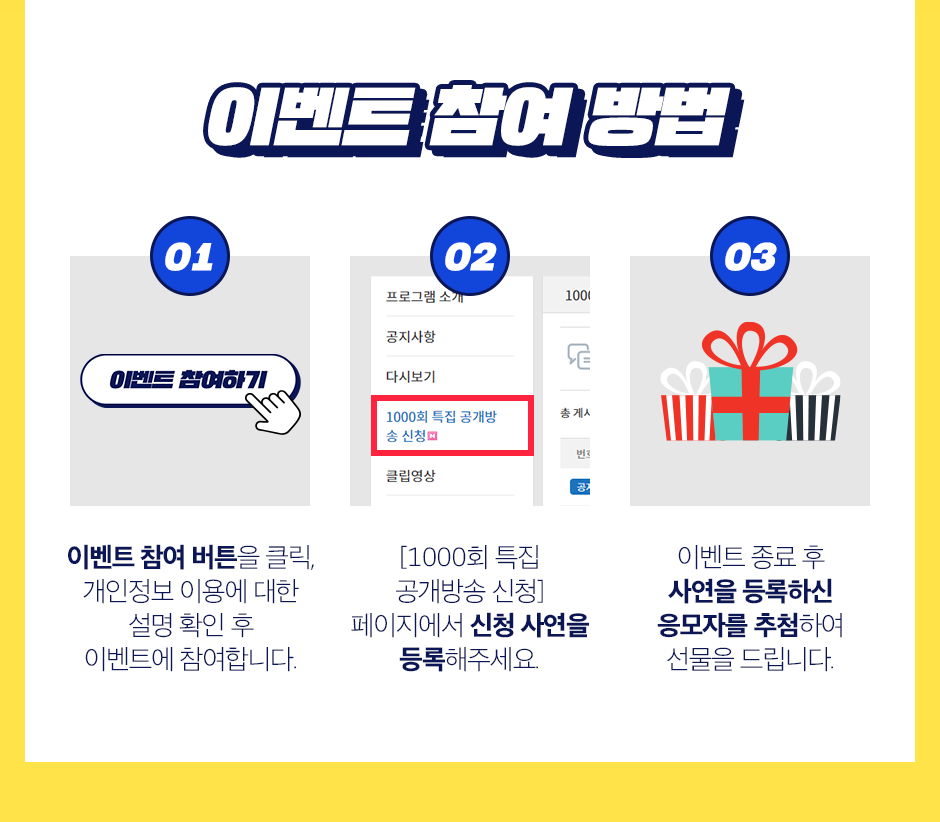 이벤트 참여 방법
01
이벤트 참여하기
이벤트 참여 버튼을 클릭,
개인정보 이용에 대한
설명 확인 후
이벤트에 참여합니다.
02
프로그램 소개
공지사항
다시보기
1000회 특집 공개방
송 신청 N
클립영상
1000
총 게시
번호
공지
[1000회 특집
공개방송 신청]
페이지에서 신청 사연을
등록해주세요.
03
이벤트 종료 후
사연을 등록하신
응모자를 추첨하여
선물을 드립니다.